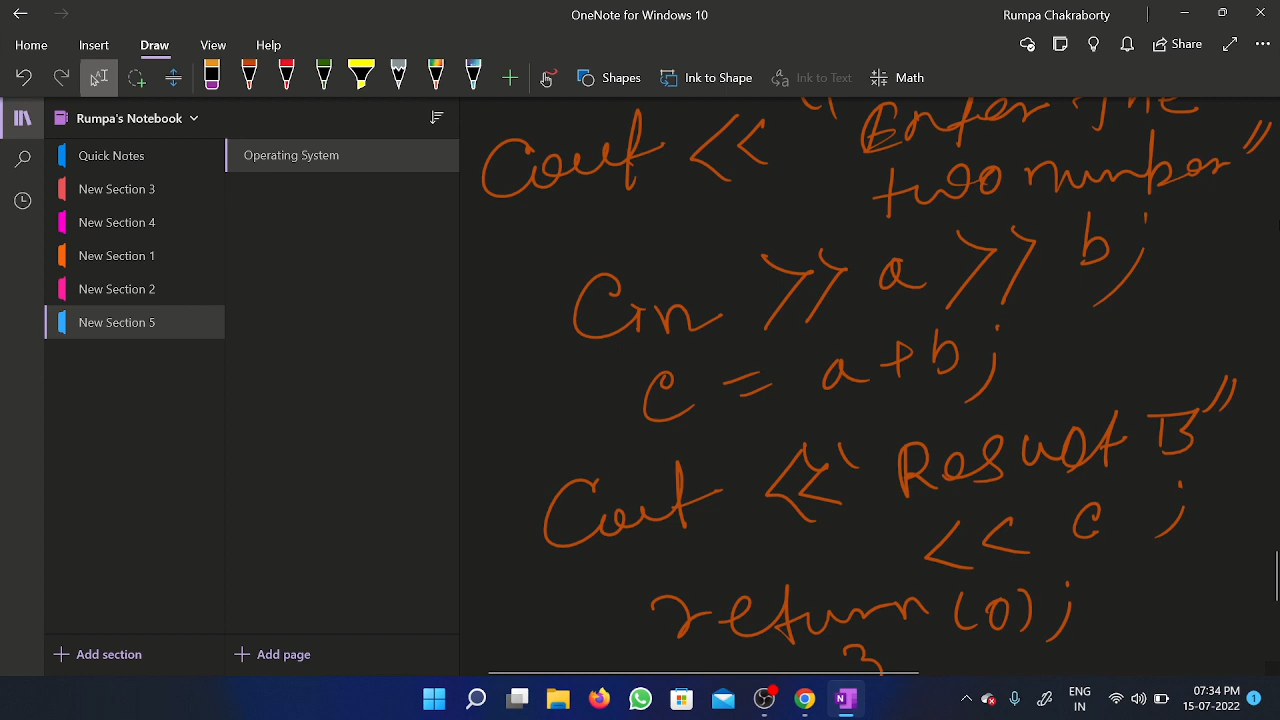 OneNote for Windows 10
Rumpa Chakraborty
Home Insert Draw View Help
Share
Shapes Ink to Shape Ink to Text Math
Rumpa's Notebook
Quick Notes
New Section 3
New Section 4
New Section 1
New Section 2
New Section 5
Add section
Operating System
Add page
Cout << "Enter the
two number"
Cin >> a >> b;
c = a+b;
Cout << "Result is"
<< c ;
return (0);
}
ENG
IN
07:34 PM
15-07-2022
1